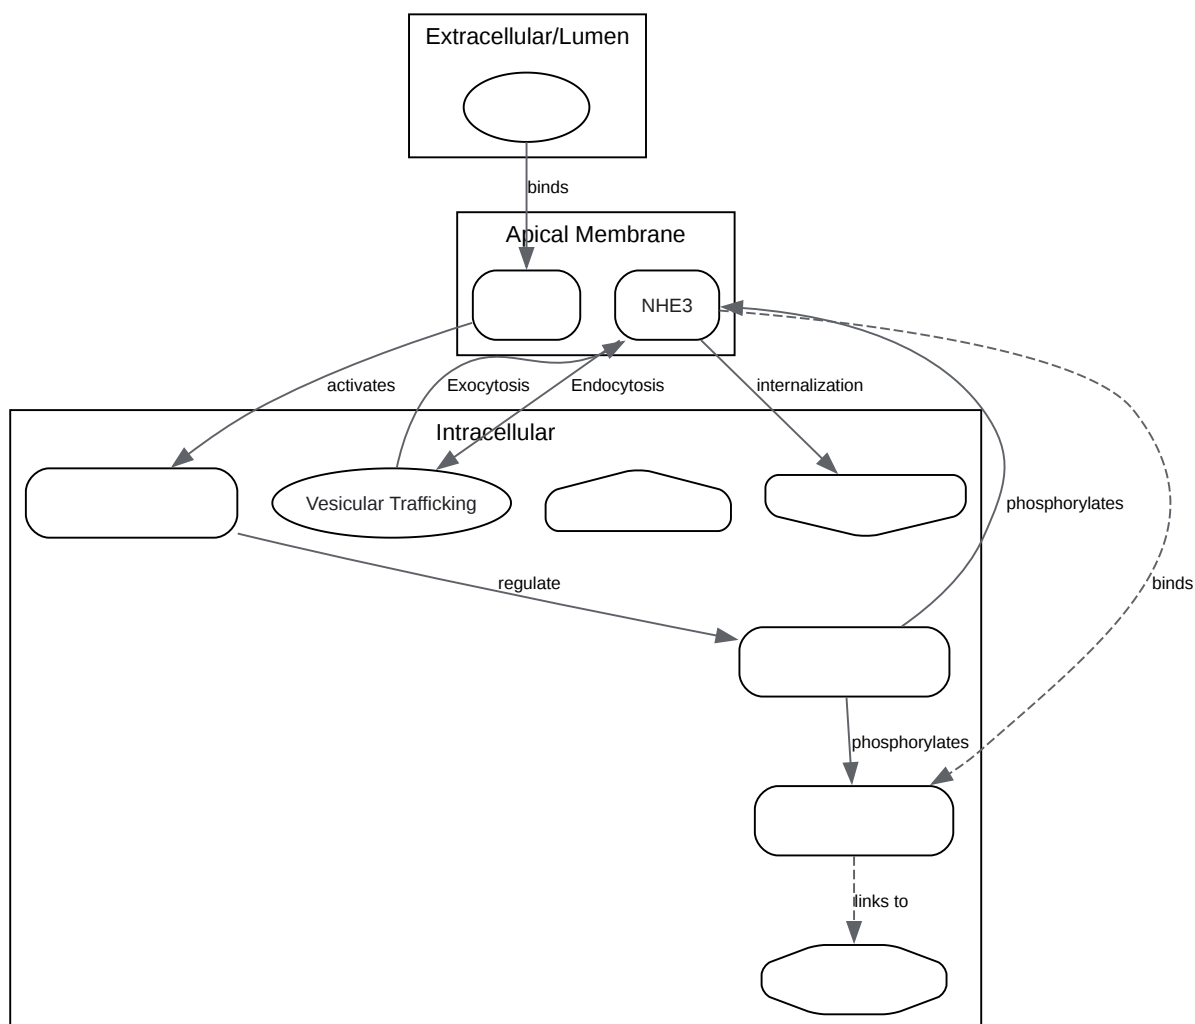 Extracellular/Lumen
binds
Apical Membrane
NHE3
activates
Exocytosis
Endocytosis
internalization
Intracellular
Vesicular Trafficking
phosphorylates
regulate
binds
phosphorylates
links to